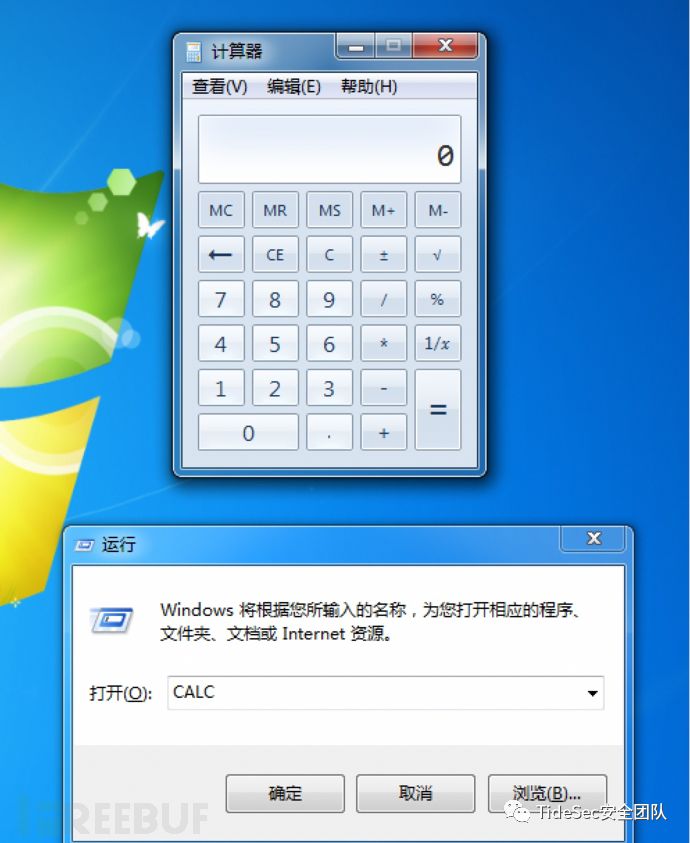 计算器
查看(V) 编辑(E) 帮助(H)
0
MC MR MS M+ M-
← CE C ± √
7 8 9 / %
4 5 6 * 1/x
1 2 3 - =
0 . +
运行
Windows 将根据您所输入的名称，为您打开相应的程序、
文件夹、文档或 Internet 资源。
打开(O): CALC
确定 取消 浏览(B)...
FREEBUF
TideSec安全团队